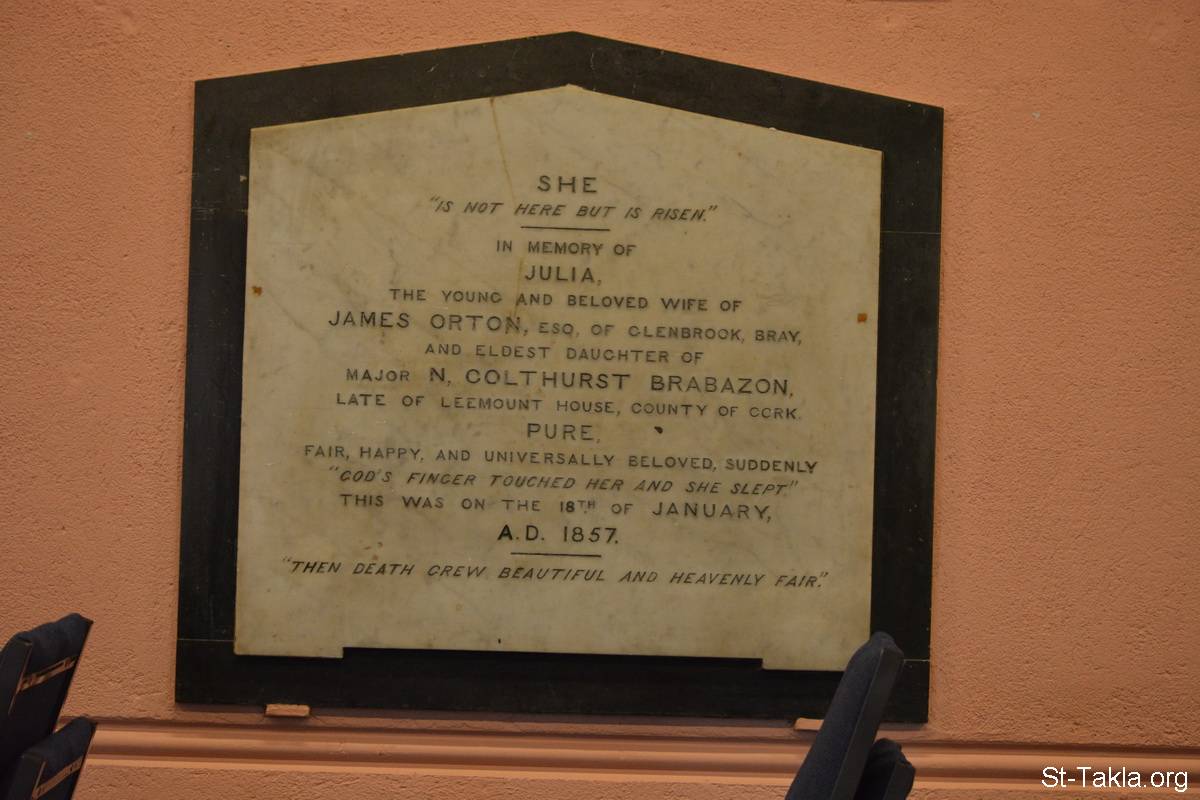 SHE
"IS NOT HERE BUT IS RISEN."
IN MEMORY OF
JULIA,
THE YOUNG AND BELOVED WIFE OF
JAMES ORTON, ESQ, OF GLENBROOK, BRAY,
AND ELDEST DAUGHTER OF
MAJOR N, COLTHURST BRABAZON,
LATE OF LEEMOUNT HOUSE, COUNTY OF CORK.
PURE,
FAIR, HAPPY, AND UNIVERSALLY BELOVED, SUDDENLY
"GOD'S FINGER TOUCHED HER AND SHE SLEPT."
THIS WAS ON THE 18TH OF JANUARY,
A.D. 1857.
"THEN DEATH GREW BEAUTIFUL AND HEAVENLY FAIR."
St-Takla.org